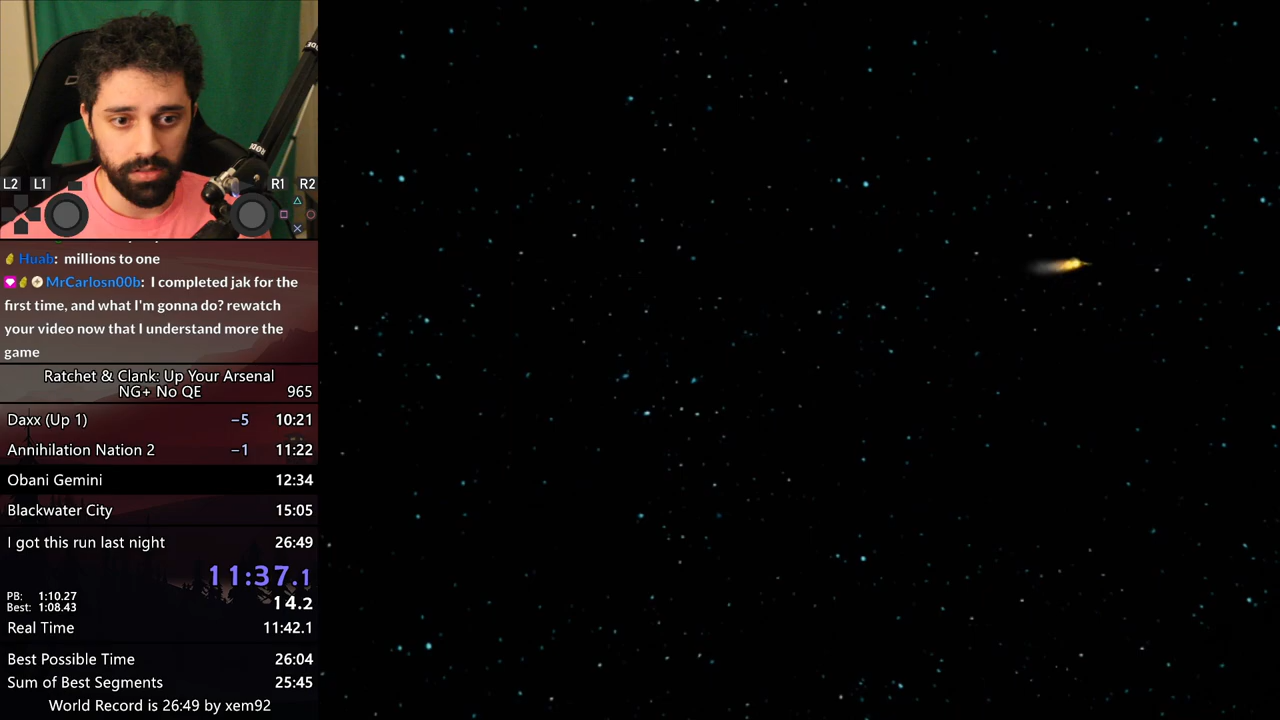 RODE
L2 L1 R1 R2
Huab: millions to one
MrCarlosn00b: I completed jak for the
first time, and what I'm gonna do? rewatch
your video now that I understand more the
game
Ratchet & Clank: Up Your Arsenal
NG+ No QE 965
Daxx (Up 1) −5 10:21
Annihilation Nation 2 −1 11:22
Obani Gemini 12:34
Blackwater City 15:05
I got this run last night 26:49
11:37.1
PB: 1:10.27
Best: 1:08.43
14.2
Real Time 11:42.1
Best Possible Time 26:04
Sum of Best Segments 25:45
World Record is 26:49 by xem92